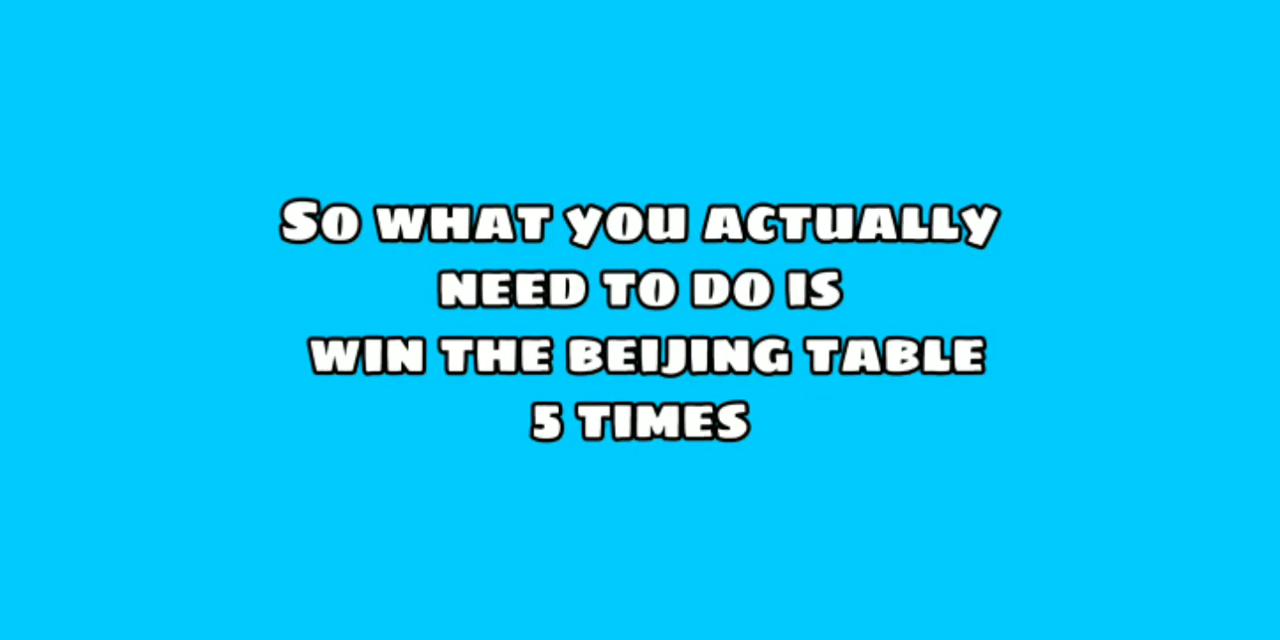 So what you actually
need to do is
win the beijing table
5 times